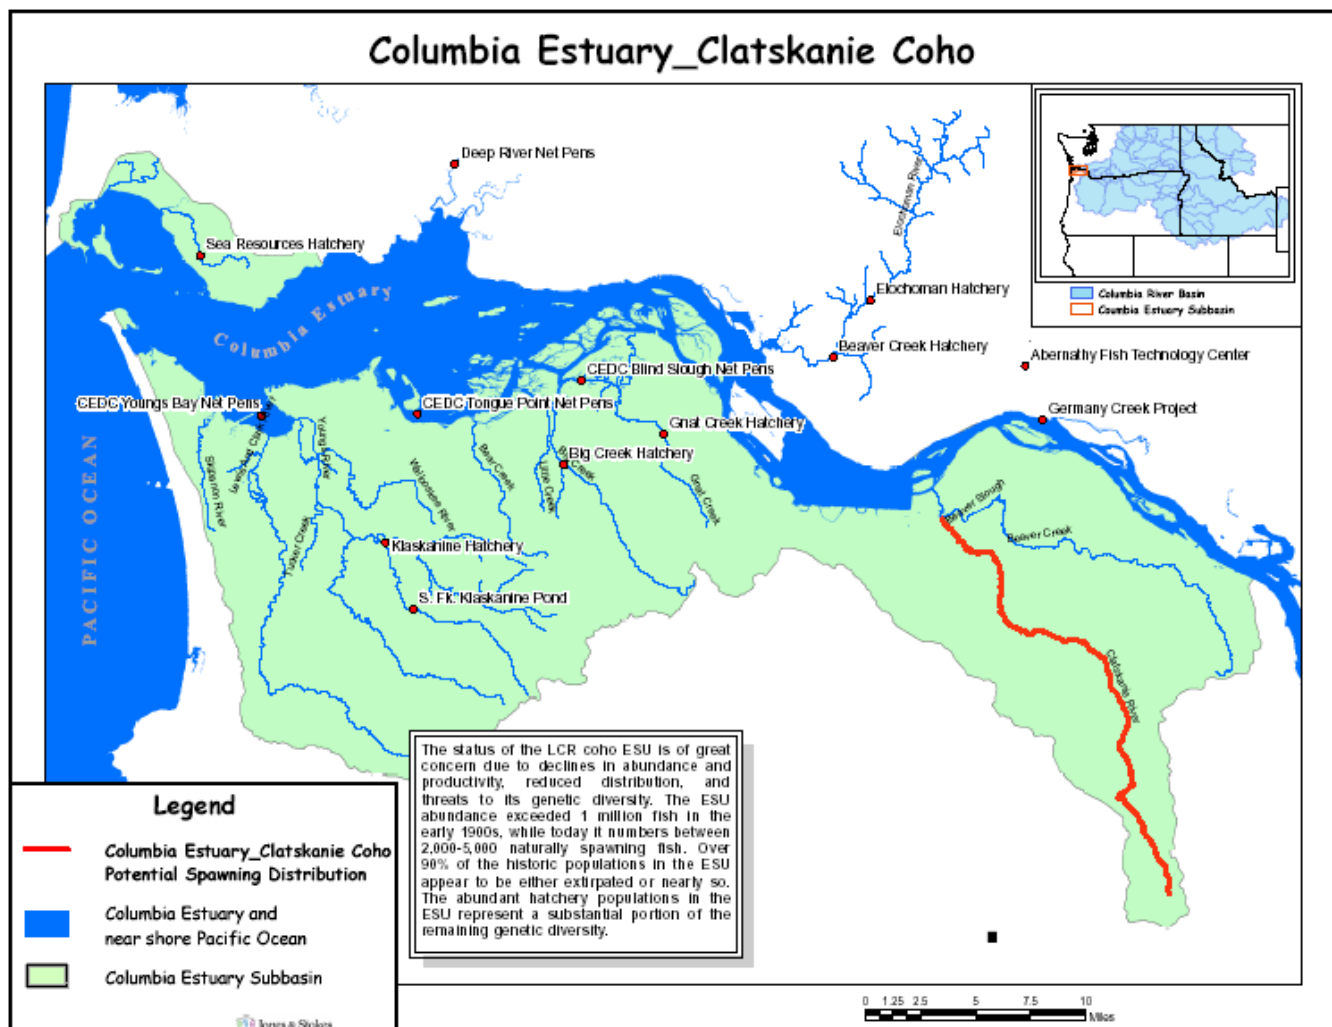 Columbia Estuary_Clatskanie Coho
Deep River Net Pens
Elochoman River
Sea Resources Hatchery
Columbia Estuary
Elochoman Hatchery
Beaver Creek Hatchery
Abernathy Fish Technology Center
Columbia River Basin
Coumbia Estuary Subbasin
CEDC Blind Slough Net Pens
CEDC Youngs Bay Net Pens
CEDC Tongue Point Net Pens
Germany Creek Project
Gnat Creek Hatchery
Big Creek Hatchery
PACIFIC OCEAN
Skipanon River
Lewis And Clark River
Youngs River
Walloosjee River
Bear Creek
Little Creek
Big Creek
Gnat Creek
Tucker Creek
Beaver Slough
Beaver Creek
Klaskanine Hatchery
S. Fk. Klaskanine Pond
Clatskanie River
The status of the LCR coho ESU is of great
concern due to declines in abundance and
productivity, reduced distribution, and
threats to its genetic diversity. The ESU
abundance exceeded 1 million fish in the
early 1900s, while today it numbers between
2,000-5,000 naturally spawning fish. Over
90% of the historic populations in the ESU
appear to be either extirpated or nearly so.
The abundant hatchery populations in the
ESU represent a substantial portion of the
remaining genetic diversity.
Legend
Columbia Estuary_Clatskanie Coho
Potential Spawning Distribution
Columbia Estuary and
near shore Pacific Ocean
Columbia Estuary Subbasin
Jones & Stokes
0 1.25 2.5 5 7.5 10
Miles